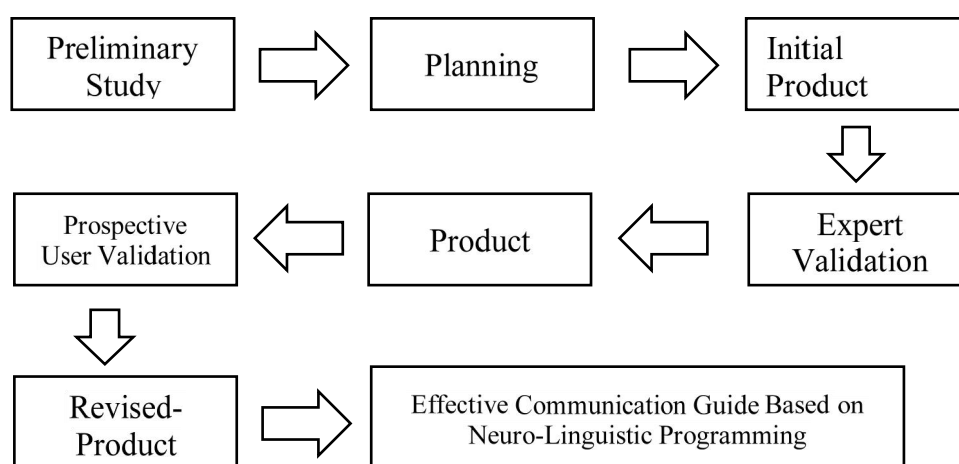 Preliminary
Study
Planning
Initial
Product
Expert
Validation
Product
Prospective
User Validation
Revised-
Product
Effective Communication Guide Based on
Neuro-Linguistic Programming